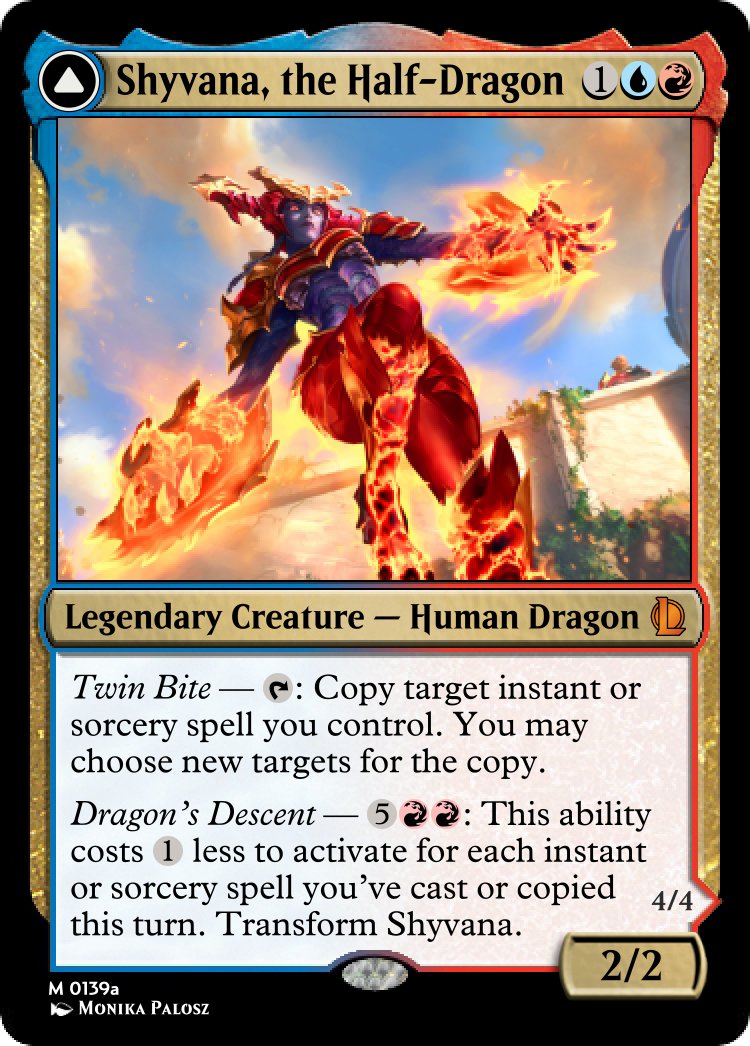 Shyvana, the Half-Dragon 1
Legendary Creature — Human Dragon
Twin Bite — : Copy target instant or
sorcery spell you control. You may
choose new targets for the copy.
Dragon's Descent — 5 : This ability
costs 1 less to activate for each instant
or sorcery spell you've cast or copied
this turn. Transform Shyvana.
4/4
2/2
M 0139a
Monika Palosz